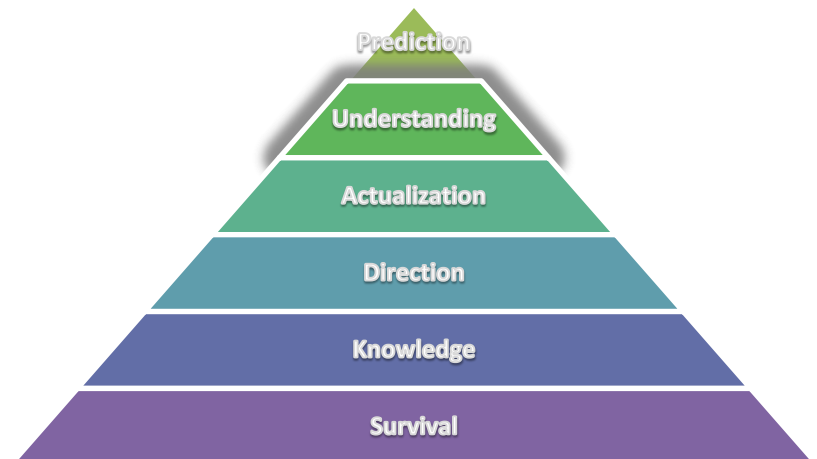 Prediction
Understanding
Actualization
Direction
Knowledge
Survival